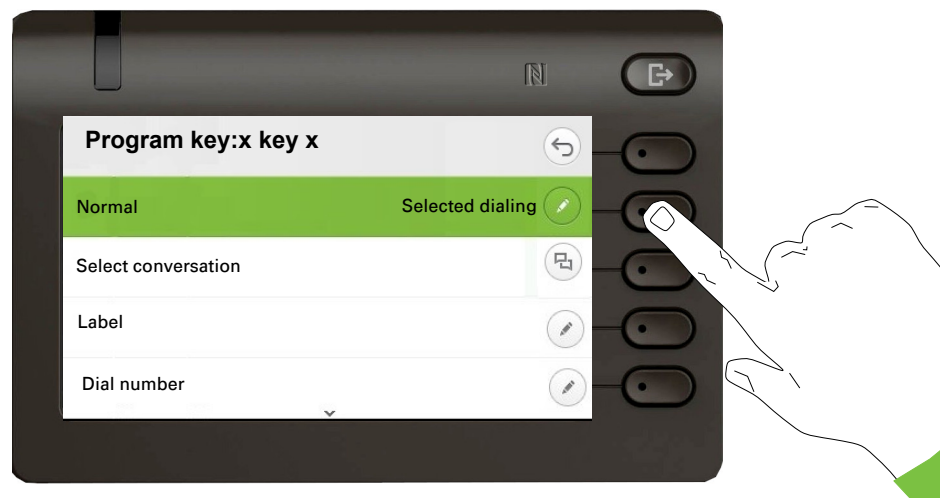 Program key:x key x
Normal Selected dialing
Select conversation
Label
Dial number